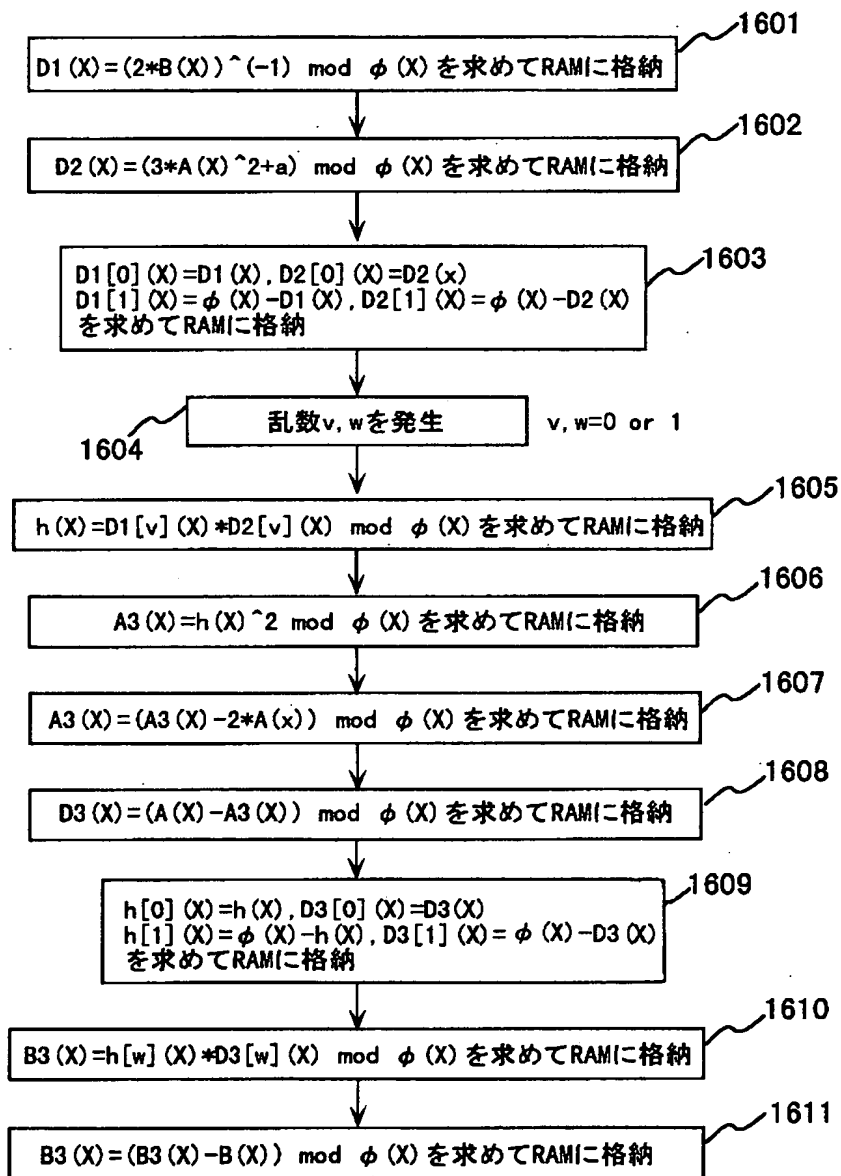 1601
D1(X)=(2*B(X))^(-1) mod φ(X)を求めてRAMに格納
1602
D2(X)=(3*A(X)^2+a) mod φ(X)を求めてRAMに格納
1603
D1[0](X)=D1(X),D2[0](X)=D2(x)
D1[1](X)=φ(X)-D1(X),D2[1](X)=φ(X)-D2(X)
を求めてRAMに格納
1604
乱数v,wを発生 v,w=0 or 1
1605
h(X)=D1[v](X)*D2[v](X) mod φ(X)を求めてRAMに格納
1606
A3(X)=h(X)^2 mod φ(X)を求めてRAMに格納
1607
A3(X)=(A3(X)-2*A(x)) mod φ(X)を求めてRAMに格納
1608
D3(X)=(A(X)-A3(X)) mod φ(X)を求めてRAMに格納
1609
h[0](X)=h(X),D3[0](X)=D3(X)
h[1](X)=φ(X)-h(X),D3[1](X)=φ(X)-D3(X)
を求めてRAMに格納
1610
B3(X)=h[w](X)*D3[w](X) mod φ(X)を求めてRAMに格納
1611
B3(X)=(B3(X)-B(X)) mod φ(X)を求めてRAMに格納